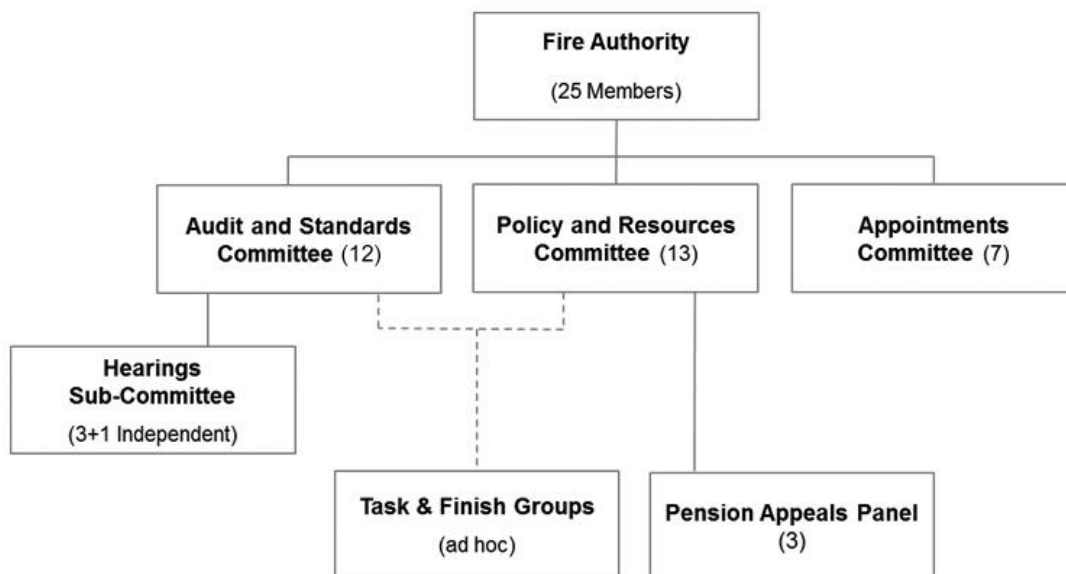 Fire Authority
(25 Members)
Audit and Standards
Committee (12)
Policy and Resources
Committee (13)
Appointments
Committee (7)
Hearings
Sub-Committee
(3+1 Independent)
Task & Finish Groups
(ad hoc)
Pension Appeals Panel
(3)